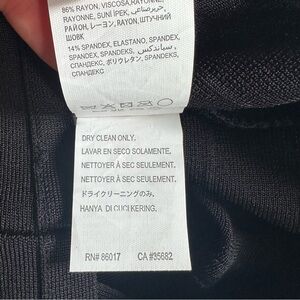 86% RAYON, VISCOSA, RAYON,
RAYONNE, SUNİ İPEK, حرير صناعي,
РАЙОН, レーヨン, RAYON, ШТУЧНИЙ
ШОВК
14% SPANDEX, ELASTANO, SPANDEX,
SPANDEX, SPANDEKS, سباندكس,
СПАНДЕКС, ポリウレタン, SPANDEX,
СПАНДЕКС
DRY CLEAN ONLY.
LAVAR EN SECO SOLAMENTE.
NETTOYER À SEC SEULEMENT.
NETTOYER À SEC SEULEMENT.
ドライクリーニングのみ.
HANYA DI CUCI KERING.
RN# 86017 CA #35682